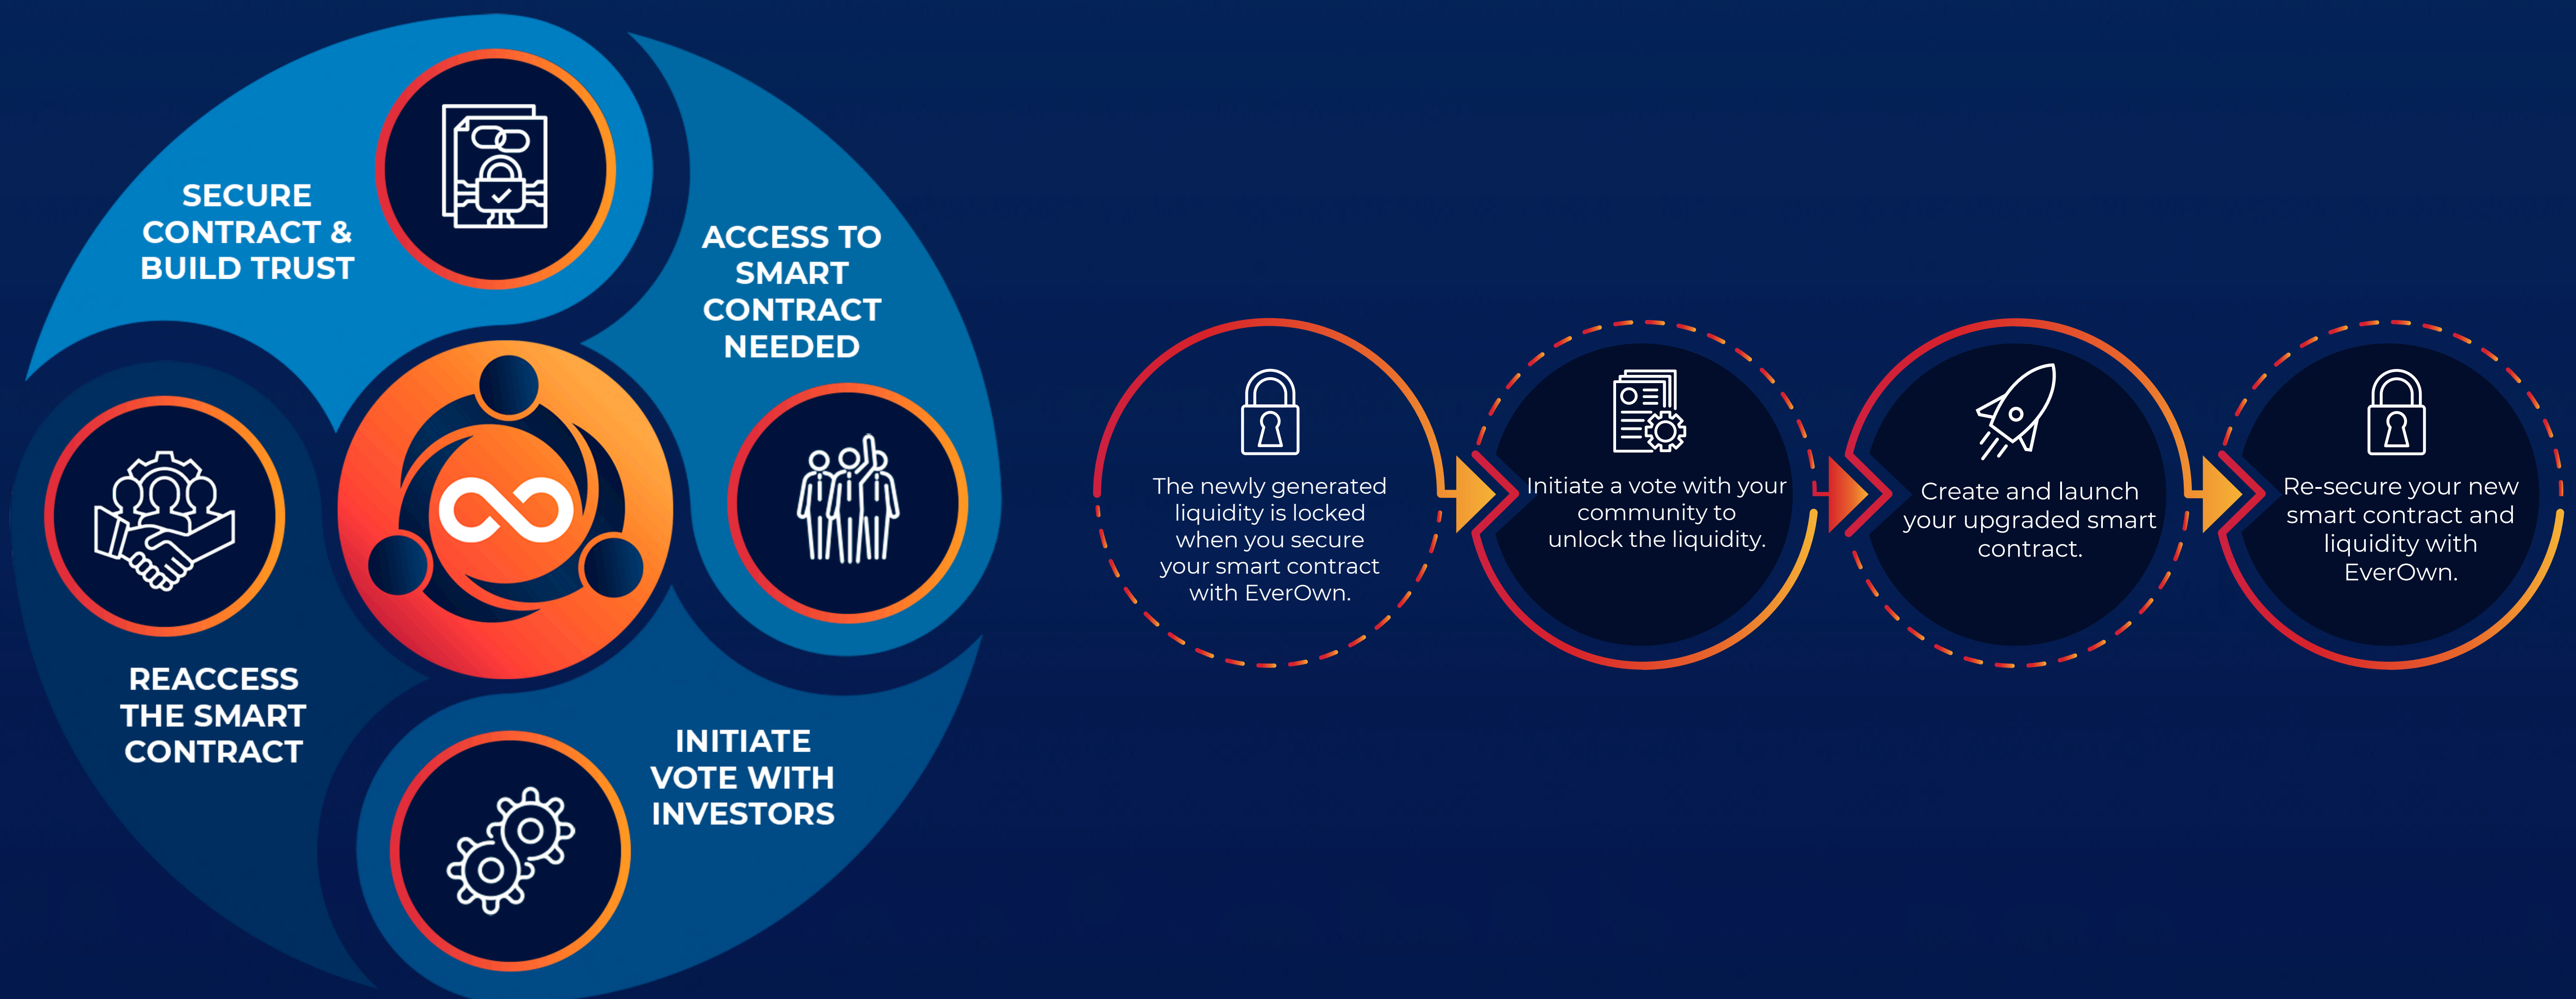 SECURE
CONTRACT &
BUILD TRUST
ACCESS TO
SMART
CONTRACT
NEEDED
INITIATE
VOTE WITH
INVESTORS
REACCESS
THE SMART
CONTRACT
The newly generated
liquidity is locked
when you secure
your smart contract
with EverOwn.
Initiate a vote with your
community to
unlock the liquidity.
Create and launch
your upgraded smart
contract.
Re-secure your new
smart contract and
liquidity with
EverOwn.